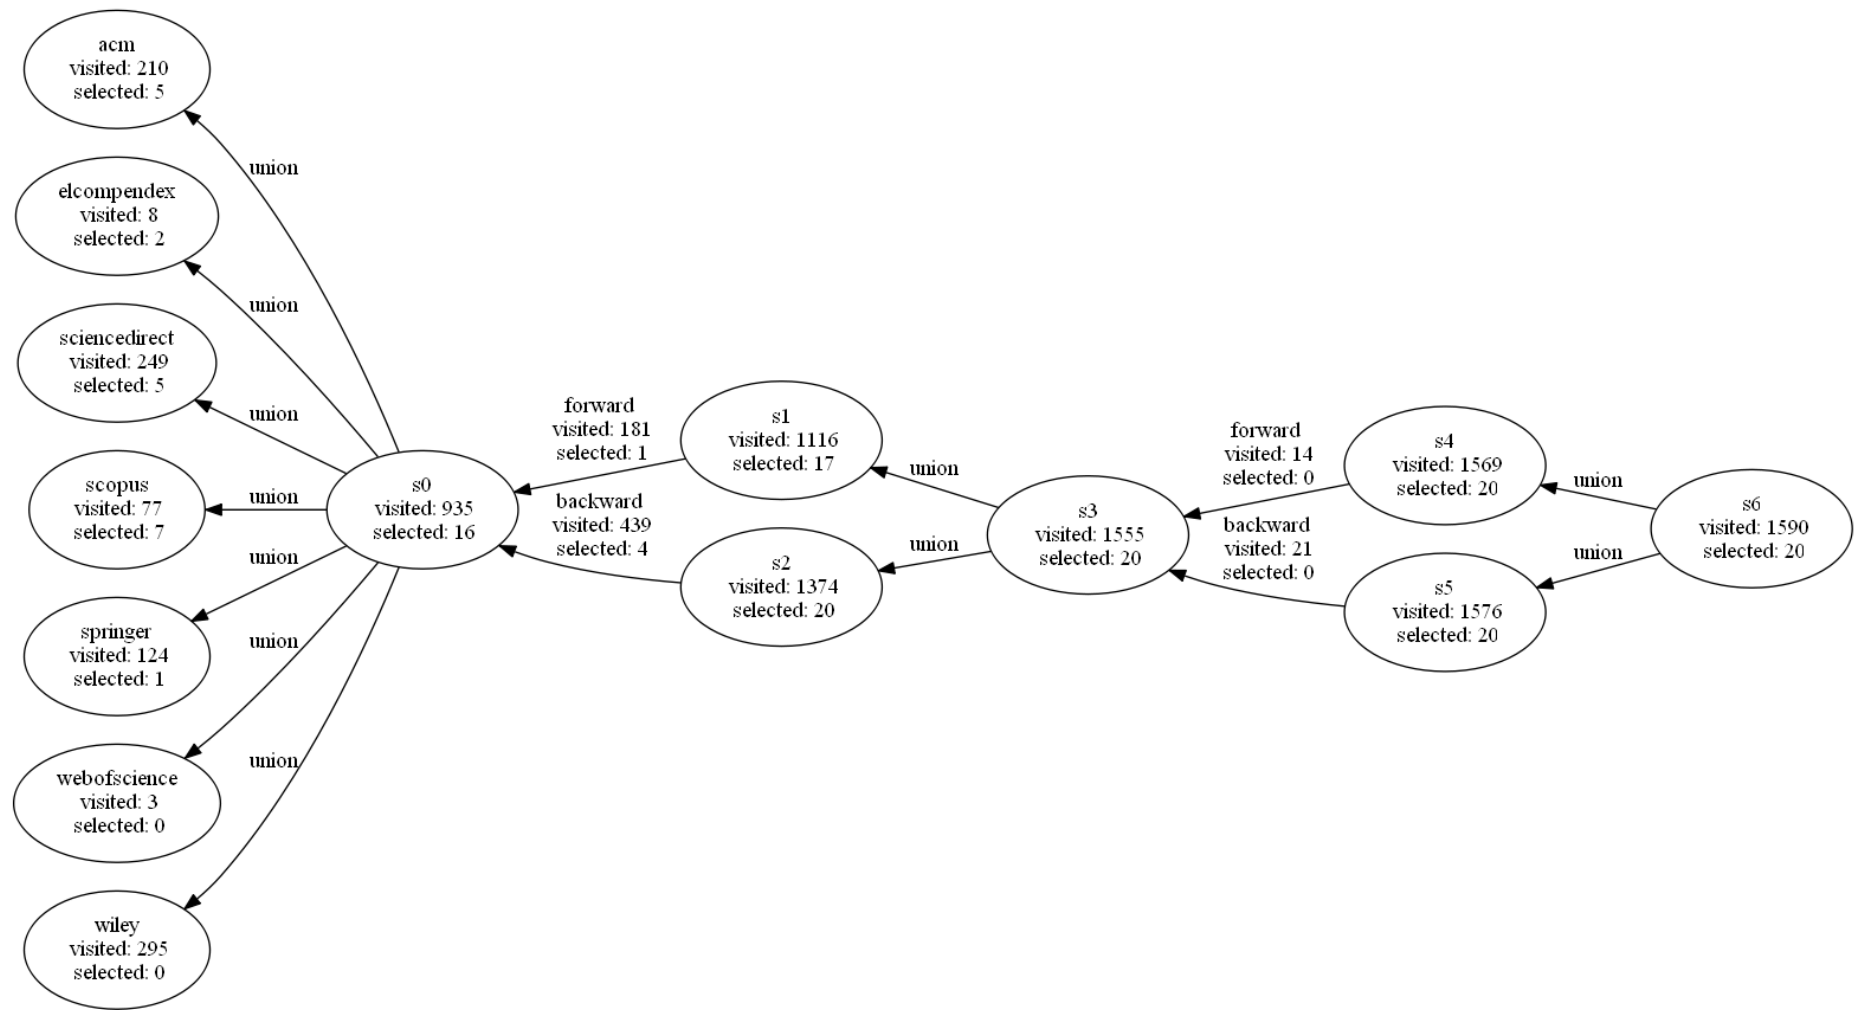 acm
visited: 210
selected: 5
elcompendex
visited: 8
selected: 2
sciencedirect
visited: 249
selected: 5
scopus
visited: 77
selected: 7
springer
visited: 124
selected: 1
webofscience
visited: 3
selected: 0
wiley
visited: 295
selected: 0
union
union
union
union
union
union
union
s0
visited: 935
selected: 16
forward
visited: 181
selected: 1
backward
visited: 439
selected: 4
s1
visited: 1116
selected: 17
s2
visited: 1374
selected: 20
union
union
s3
visited: 1555
selected: 20
forward
visited: 14
selected: 0
backward
visited: 21
selected: 0
s4
visited: 1569
selected: 20
s5
visited: 1576
selected: 20
union
union
s6
visited: 1590
selected: 20